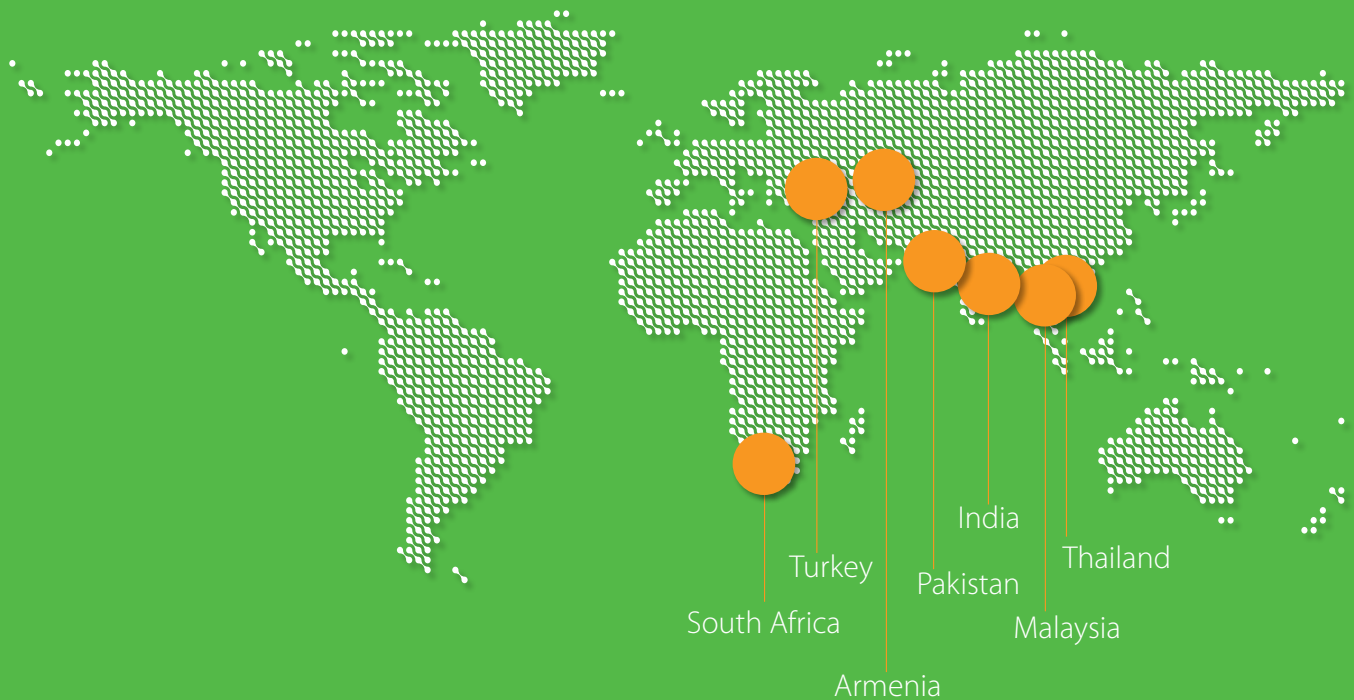 India
Thailand
Turkey
Pakistan
South Africa
Malaysia
Armenia